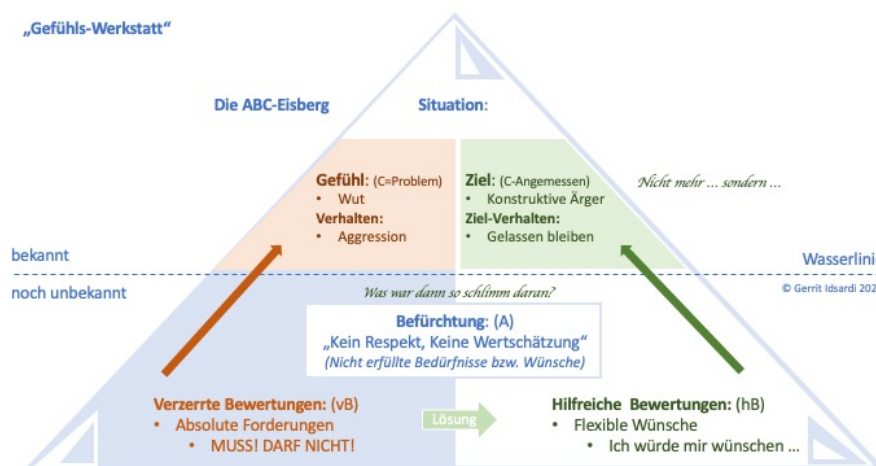 „Gefühls-Werkstatt“
Die ABC-Eisberg
Situation:
Gefühl: (C=Problem)
• Wut
Verhalten:
• Aggression
Ziel: (C-Angemessen)
• Konstruktive Ärger
Ziel-Verhalten:
• Gelassen bleiben
Nicht mehr ... sondern ...
bekannt
Wasserlinie
noch unbekannt
Was war dann so schlimm daran?
© Gerrit Idsardi 202
Befürchtung: (A)
„Kein Respekt, Keine Wertschätzung“
(Nicht erfüllte Bedürfnisse bzw. Wünsche)
Verzerrte Bewertungen: (vB)
• Absolute Forderungen
• MUSS! DARF NICHT!
Lösung
Hilfreiche Bewertungen: (hB)
• Flexible Wünsche
• Ich würde mir wünschen ...